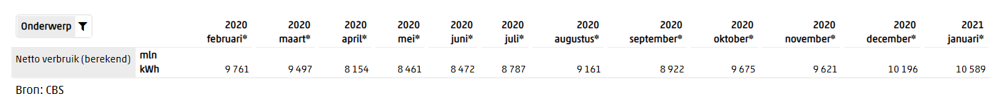 Onderwerp 2020 2020 2020 2020 2020 2020 2020 2020 2020 2020 2020 2021
februari* maart* april* mei* juni* juli* augustus* september* oktober* november* december* januari*
Netto verbruik (berekend) mln
kWh 9 761 9 497 8 154 8 461 8 472 8 787 9 161 8 922 9 675 9 621 10 196 10 589
Bron: CBS